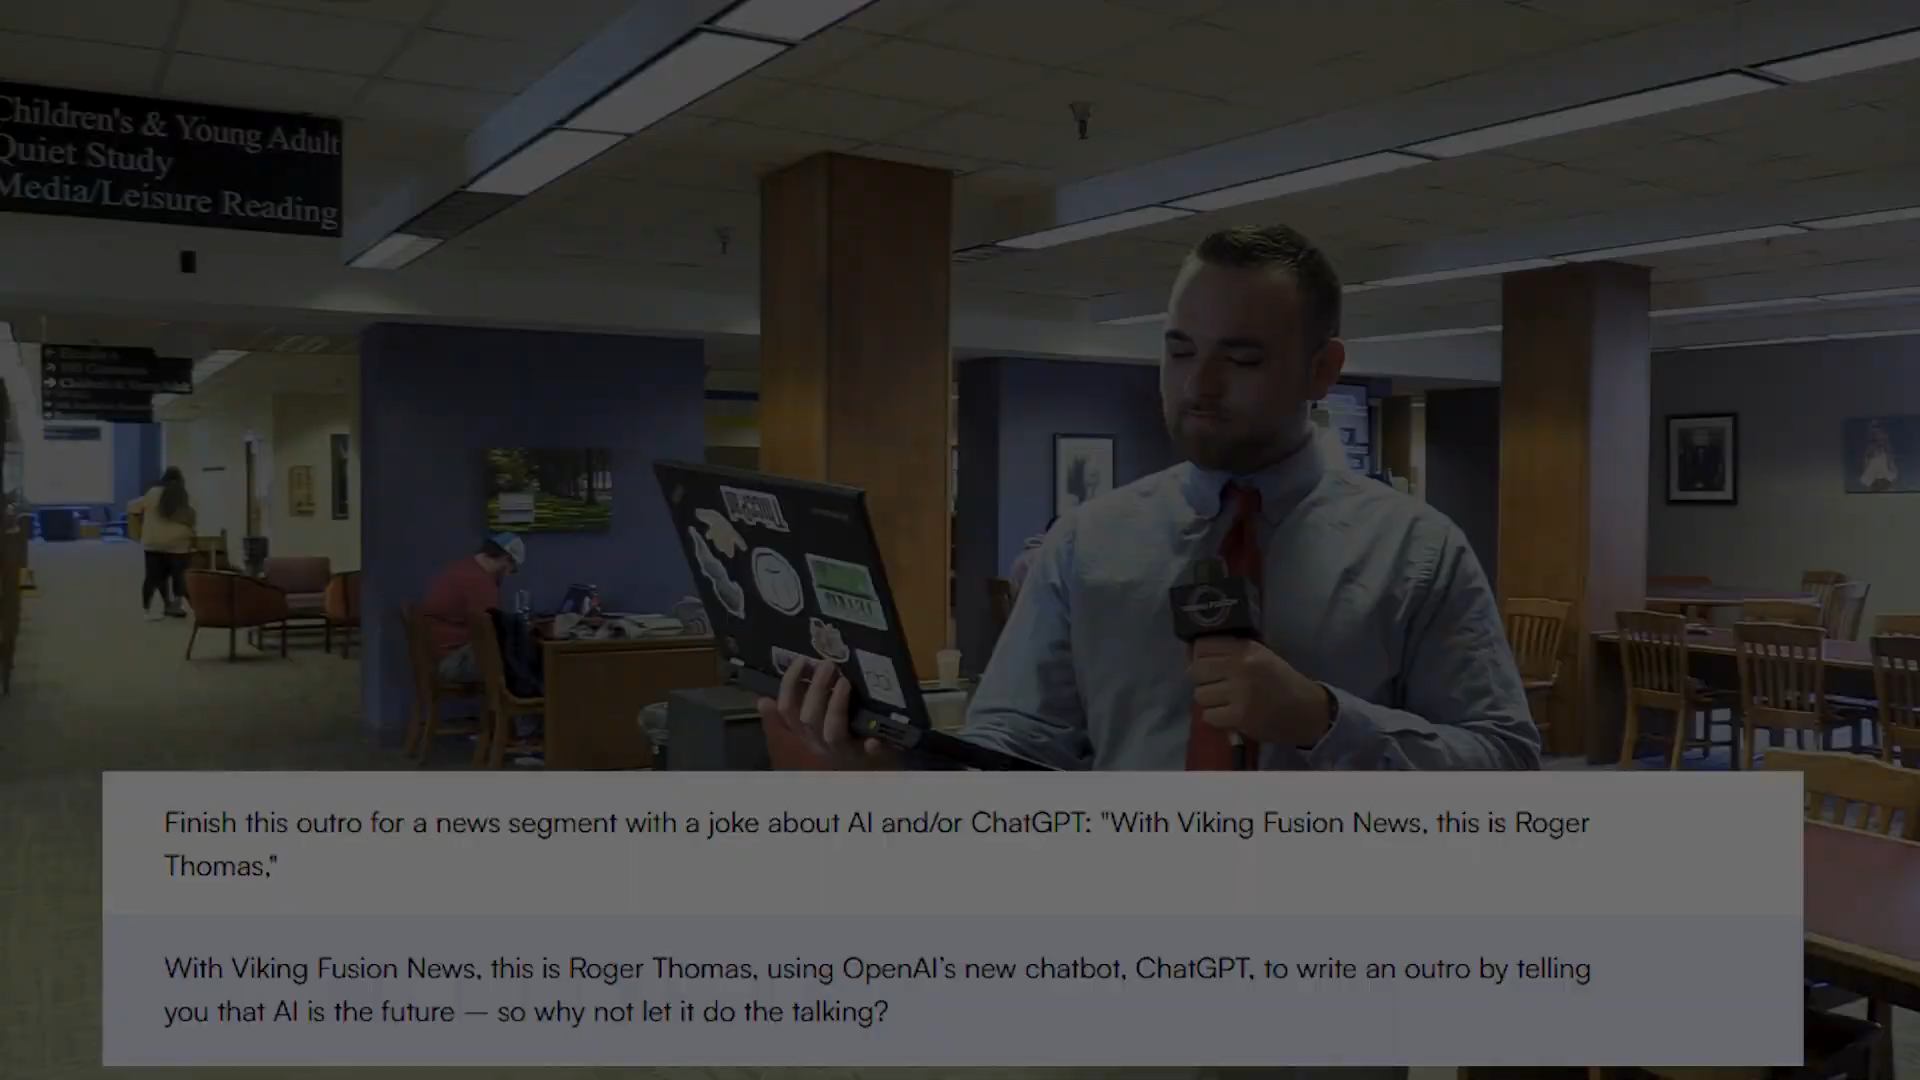 Children's & Young Adult
Quiet Study
Media/Leisure Reading
Finish this outro for a news segment with a joke about AI and/or ChatGPT: "With Viking Fusion News, this is Roger
Thomas,"
With Viking Fusion News, this is Roger Thomas, using OpenAI's new chatbot, ChatGPT, to write an outro by telling
you that AI is the future — so why not let it do the talking?